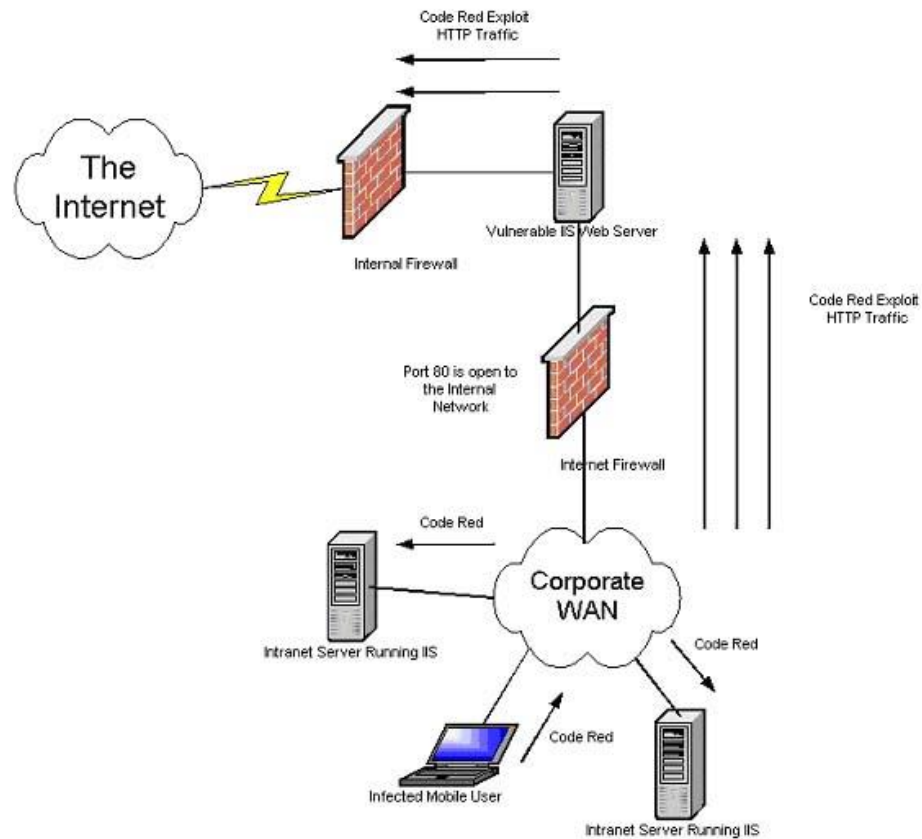 Code Red Exploit
HTTP Traffic
The
Internet
Vulnerable IIS Web Server
Internal Firewall
Code Red Exploit
HTTP Traffic
Port 80 is open to
the Internal
Network
Internet Firewall
Code Red
Corporate
WAN
Intranet Server Running IIS
Code Red
Code Red
Infected Mobile User
Intranet Server Running IIS